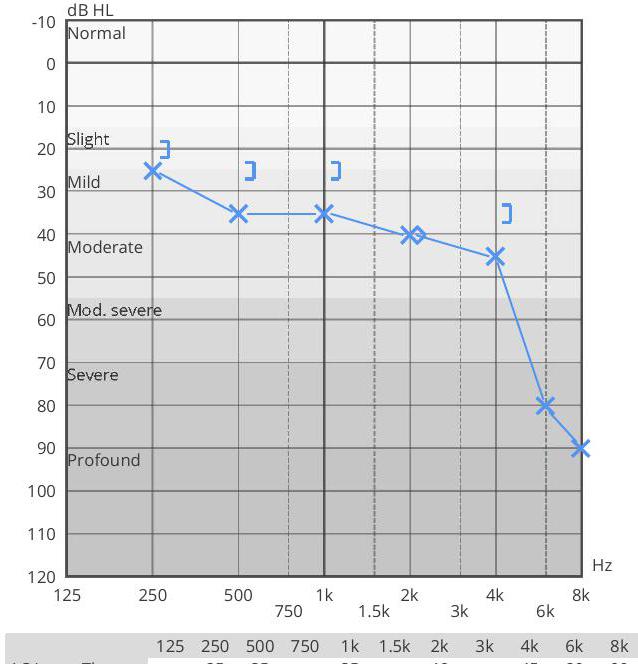 dB HL
-10
Normal
0
10
Slight
20
Mild
30
40
Moderate
50
Mod. severe
60
70
Severe
80
90
Profound
100
110
120
Hz
125 250 500 1k 2k 4k 8k
750 1.5k 3k 6k
125 250 500 750 1k 1.5k 2k 3k 4k 6k 8k